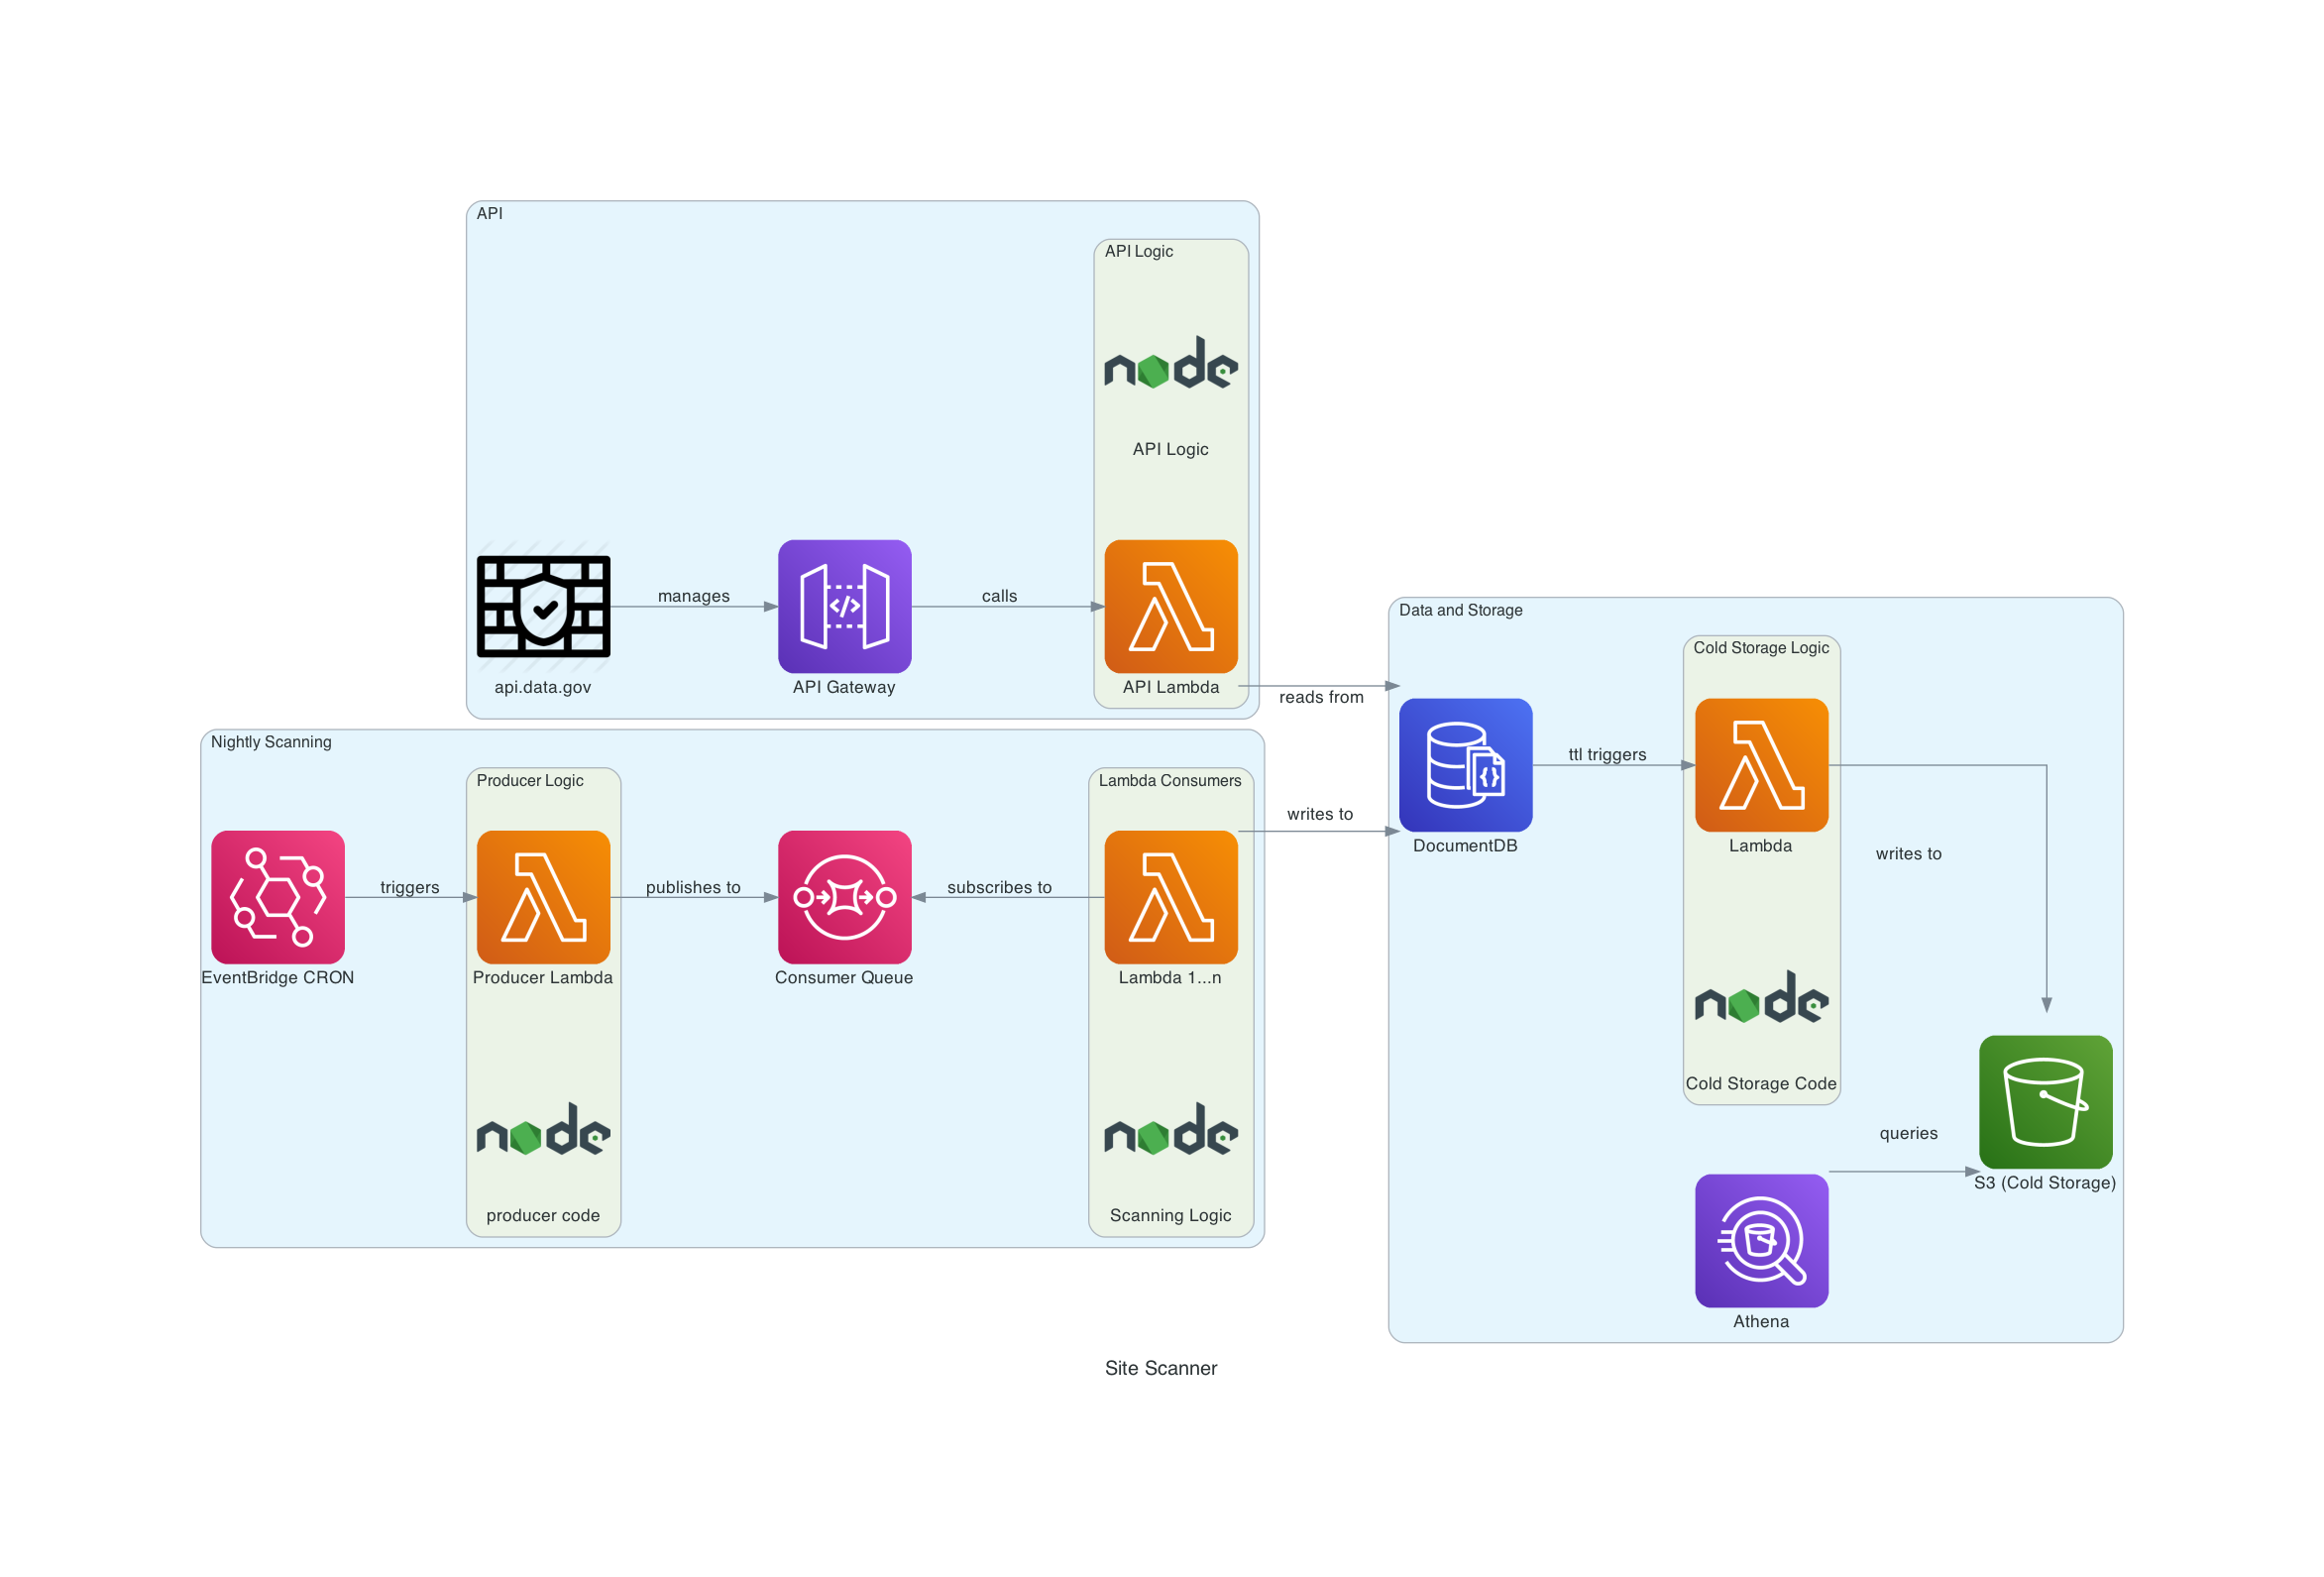 API
API Logic
node
API Logic
manages
calls
api.data.gov
API Gateway
API Lambda
reads from
Nightly Scanning
Producer Logic
Lambda Consumers
triggers
publishes to
subscribes to
writes to
EventBridge CRON
Producer Lambda
Consumer Queue
Lambda 1...n
node
node
producer code
Scanning Logic
Data and Storage
Cold Storage Logic
ttl triggers
DocumentDB
Lambda
writes to
node
Cold Storage Code
queries
S3 (Cold Storage)
Athena
Site Scanner